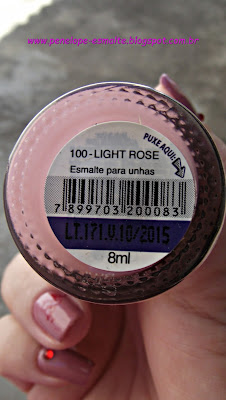 www.penelope-esmalte.blogspot.com.br
100-LIGHT ROSE
PUXE AQUI!
Esmalte para unhas
7 899703 200083
LT.171.V.10/2015
8ml